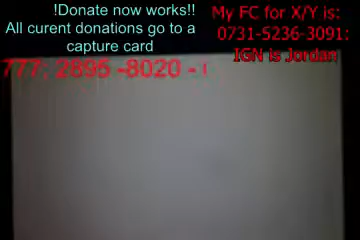 !Donate now works!!
All curent donations go to a
capture card
My FC for X/Y is:
0731-5236-3091:
IGN is Jordan
777: 2895 -8020 -